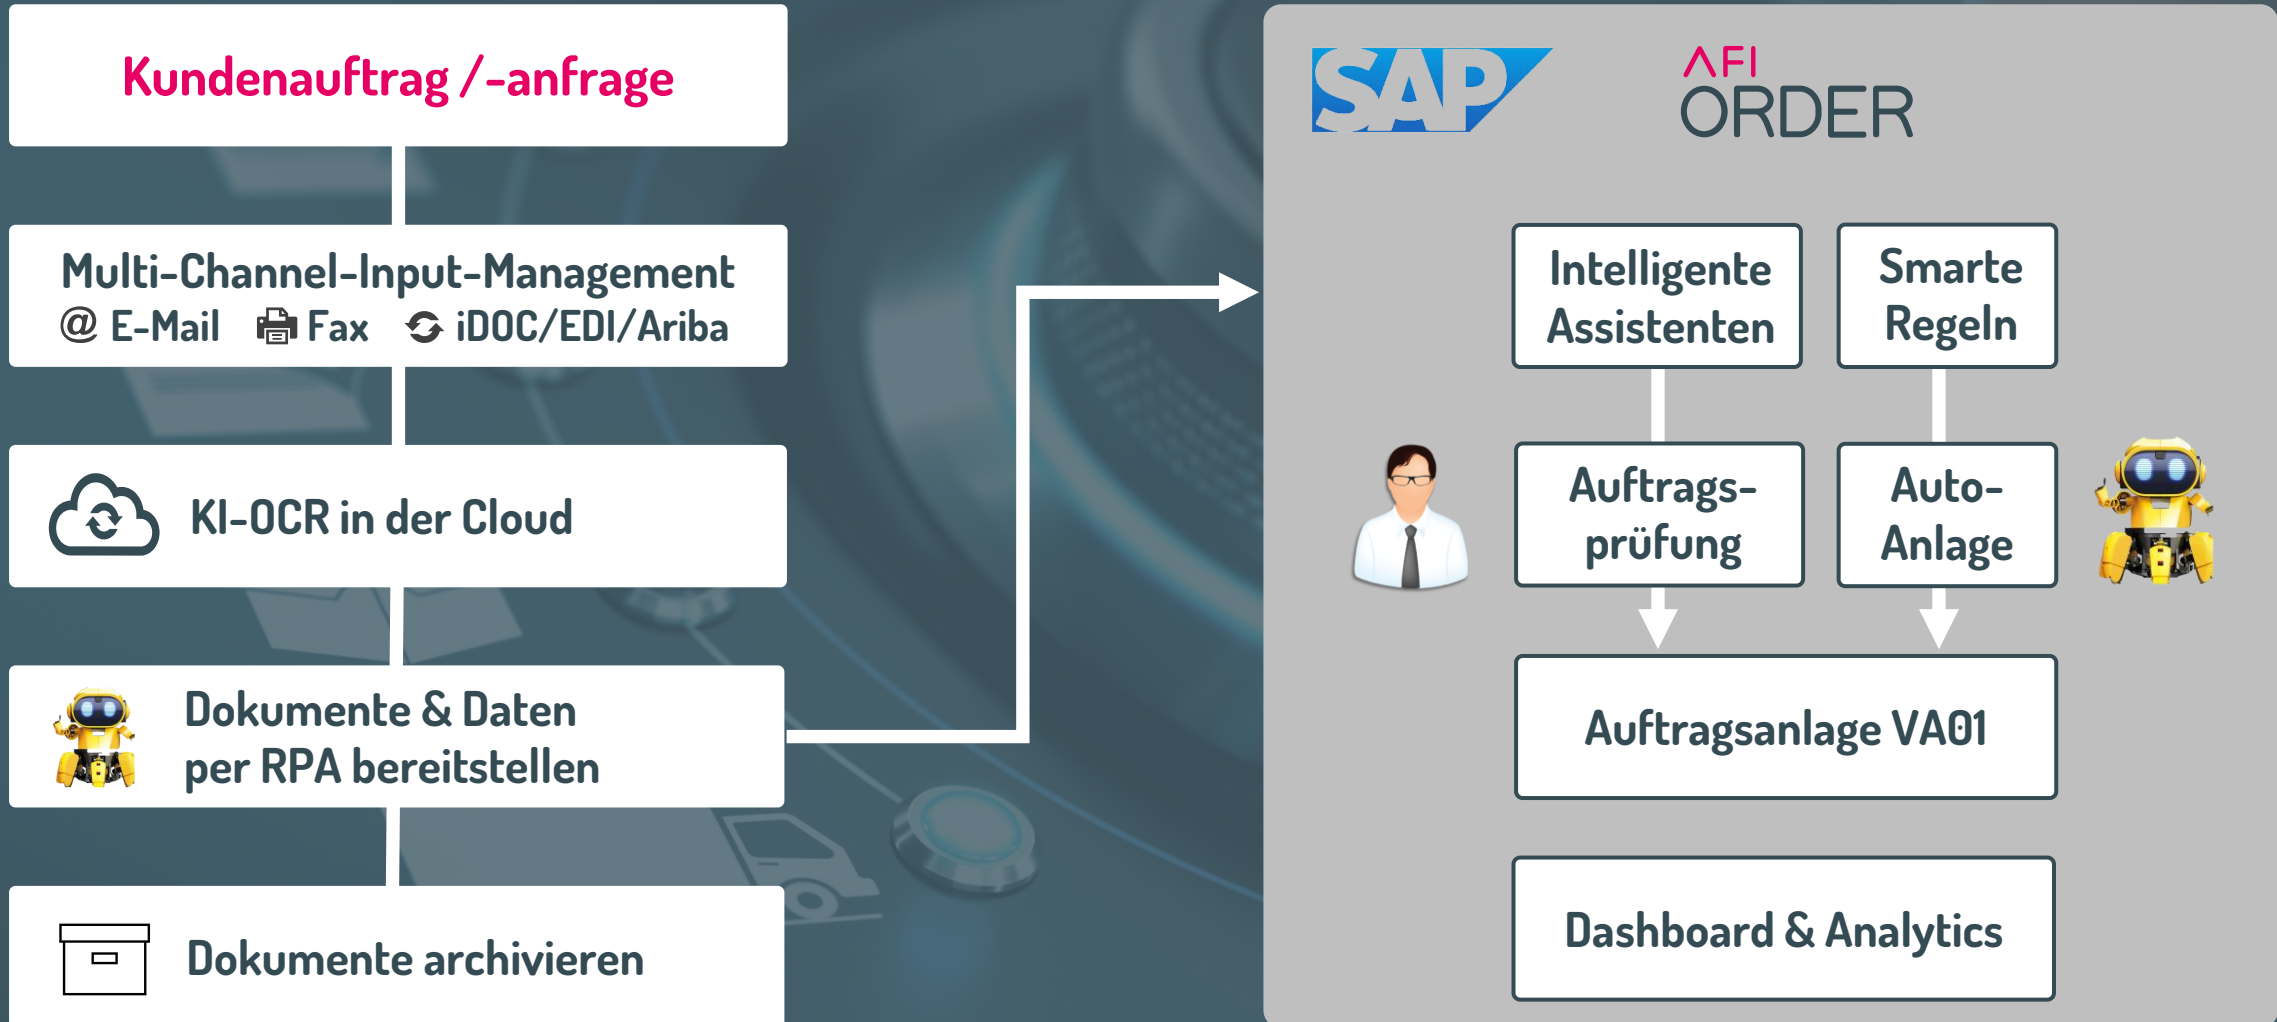 Kundenauftrag /-anfrage
Multi-Channel-Input-Management
@ E-Mail Fax iDOC/EDI/Ariba
KI-OCR in der Cloud
Dokumente & Daten
per RPA bereitstellen
Dokumente archivieren
SAP
AFI
ORDER
Intelligente
Assistenten
Smarte
Regeln
Auftrags-
prüfung
Auto-
Anlage
Auftragsanlage VA01
Dashboard & Analytics